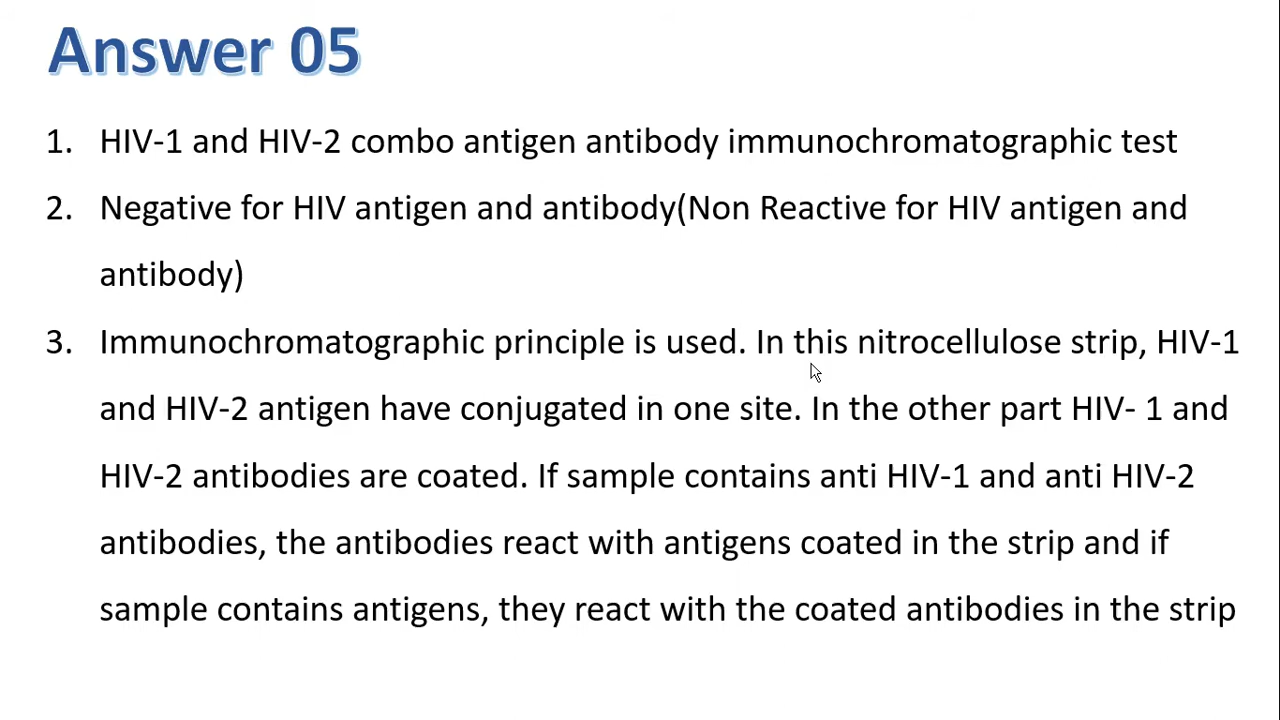 Answer 05
1. HIV-1 and HIV-2 combo antigen antibody immunochromatographic test
2. Negative for HIV antigen and antibody(Non Reactive for HIV antigen and
antibody)
3. Immunochromatographic principle is used. In this nitrocellulose strip, HIV-1
and HIV-2 antigen have conjugated in one site. In the other part HIV- 1 and
HIV-2 antibodies are coated. If sample contains anti HIV-1 and anti HIV-2
antibodies, the antibodies react with antigens coated in the strip and if
sample contains antigens, they react with the coated antibodies in the strip